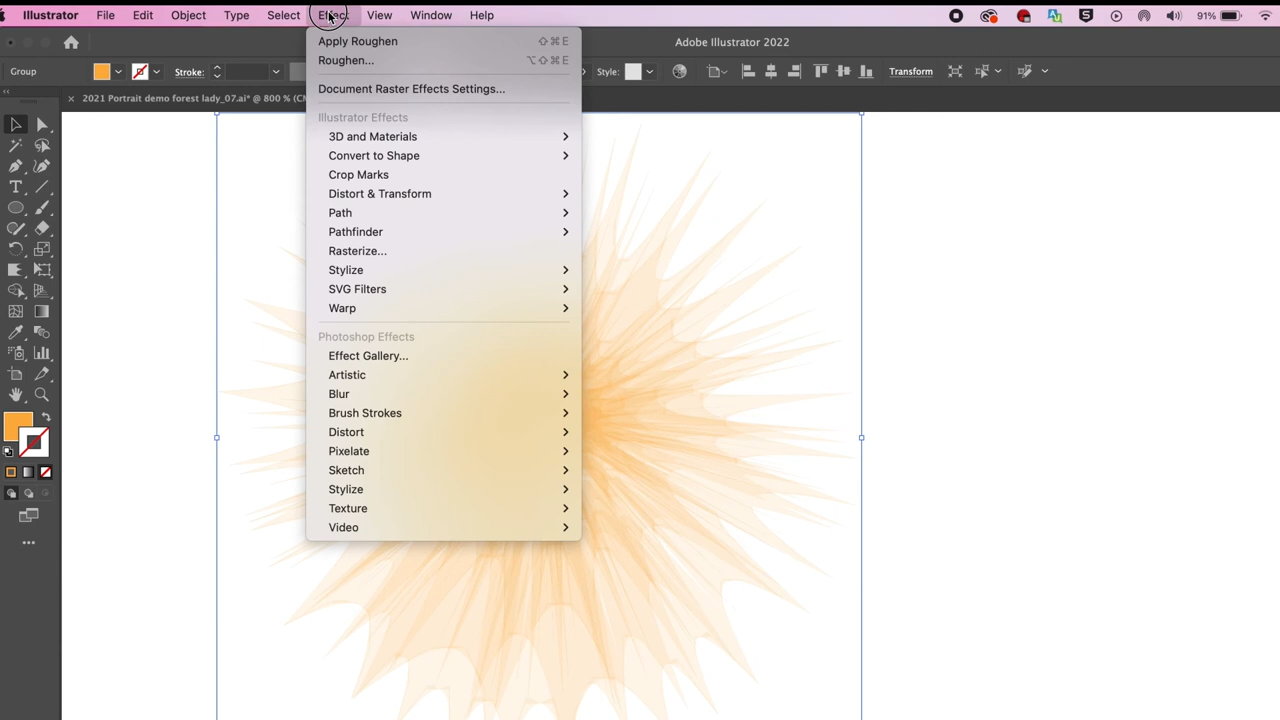 Illustrator File Edit Object Type Select Effect View Window Help 91%
Adobe Illustrator 2022
Group Stroke: Style: Transform
2021 Portrait demo forest lady_07.ai* @ 800 % (CM
Apply Roughen ⇧⌘E
Roughen... ⌥⇧⌘E
Document Raster Effects Settings...
Illustrator Effects
3D and Materials
Convert to Shape
Crop Marks
Distort & Transform
Path
Pathfinder
Rasterize...
Stylize
SVG Filters
Warp
Photoshop Effects
Effect Gallery...
Artistic
Blur
Brush Strokes
Distort
Pixelate
Sketch
Stylize
Texture
Video